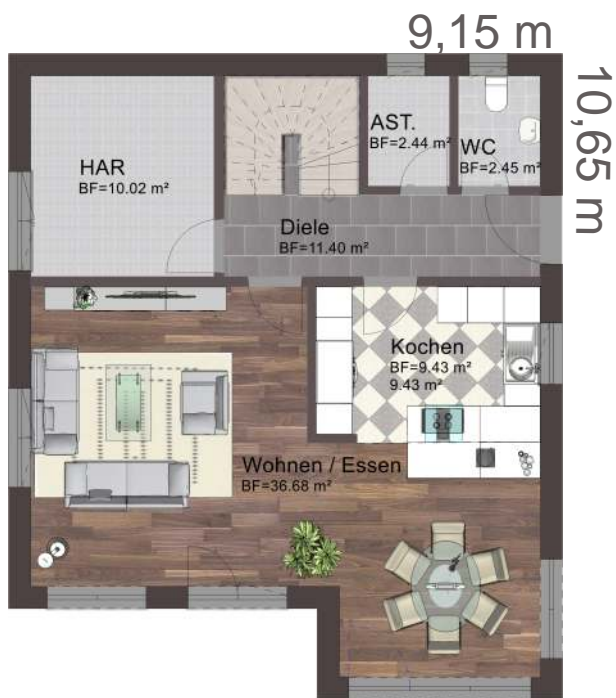 9,15 m
10,65 m
HAR
BF=10.02 m²
AST.
BF=2.44 m²
WC
BF=2.45 m²
Diele
BF=11.40 m²
Kochen
BF=9.43 m²
9.43 m²
Wohnen / Essen
BF=36.68 m²